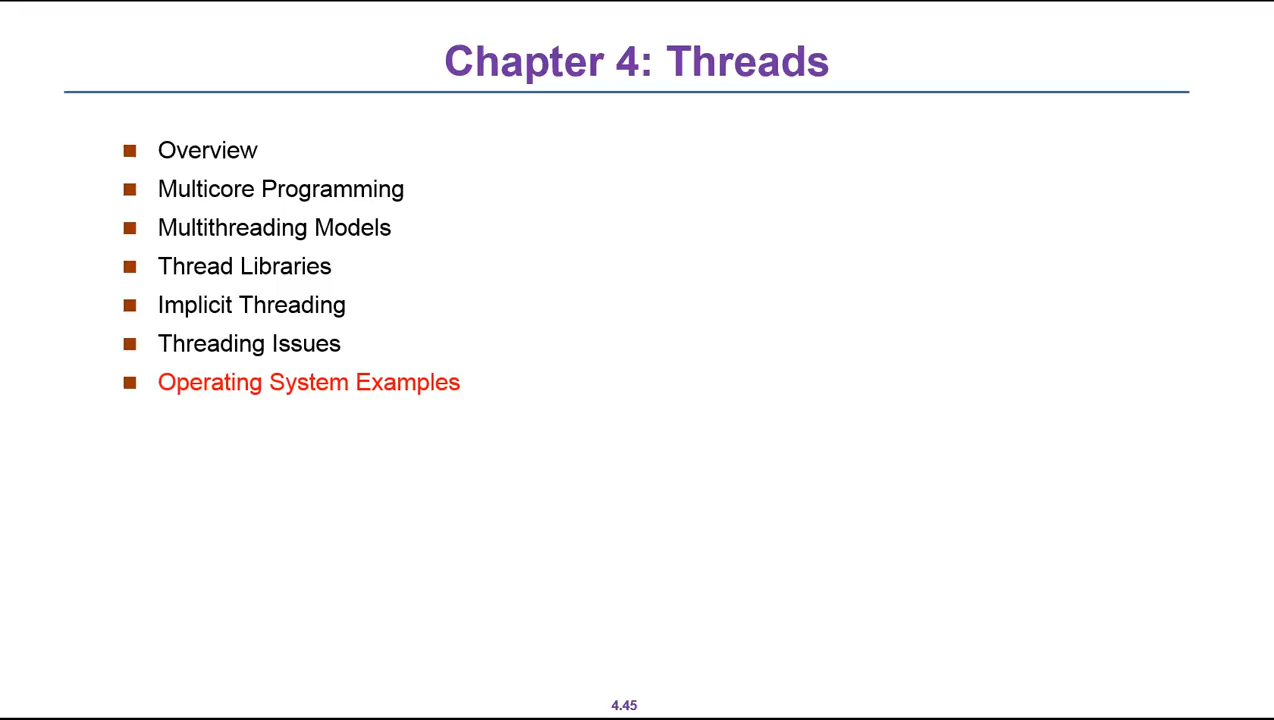 Chapter 4: Threads
Overview
Multicore Programming
Multithreading Models
Thread Libraries
Implicit Threading
Threading Issues
Operating System Examples
4.45